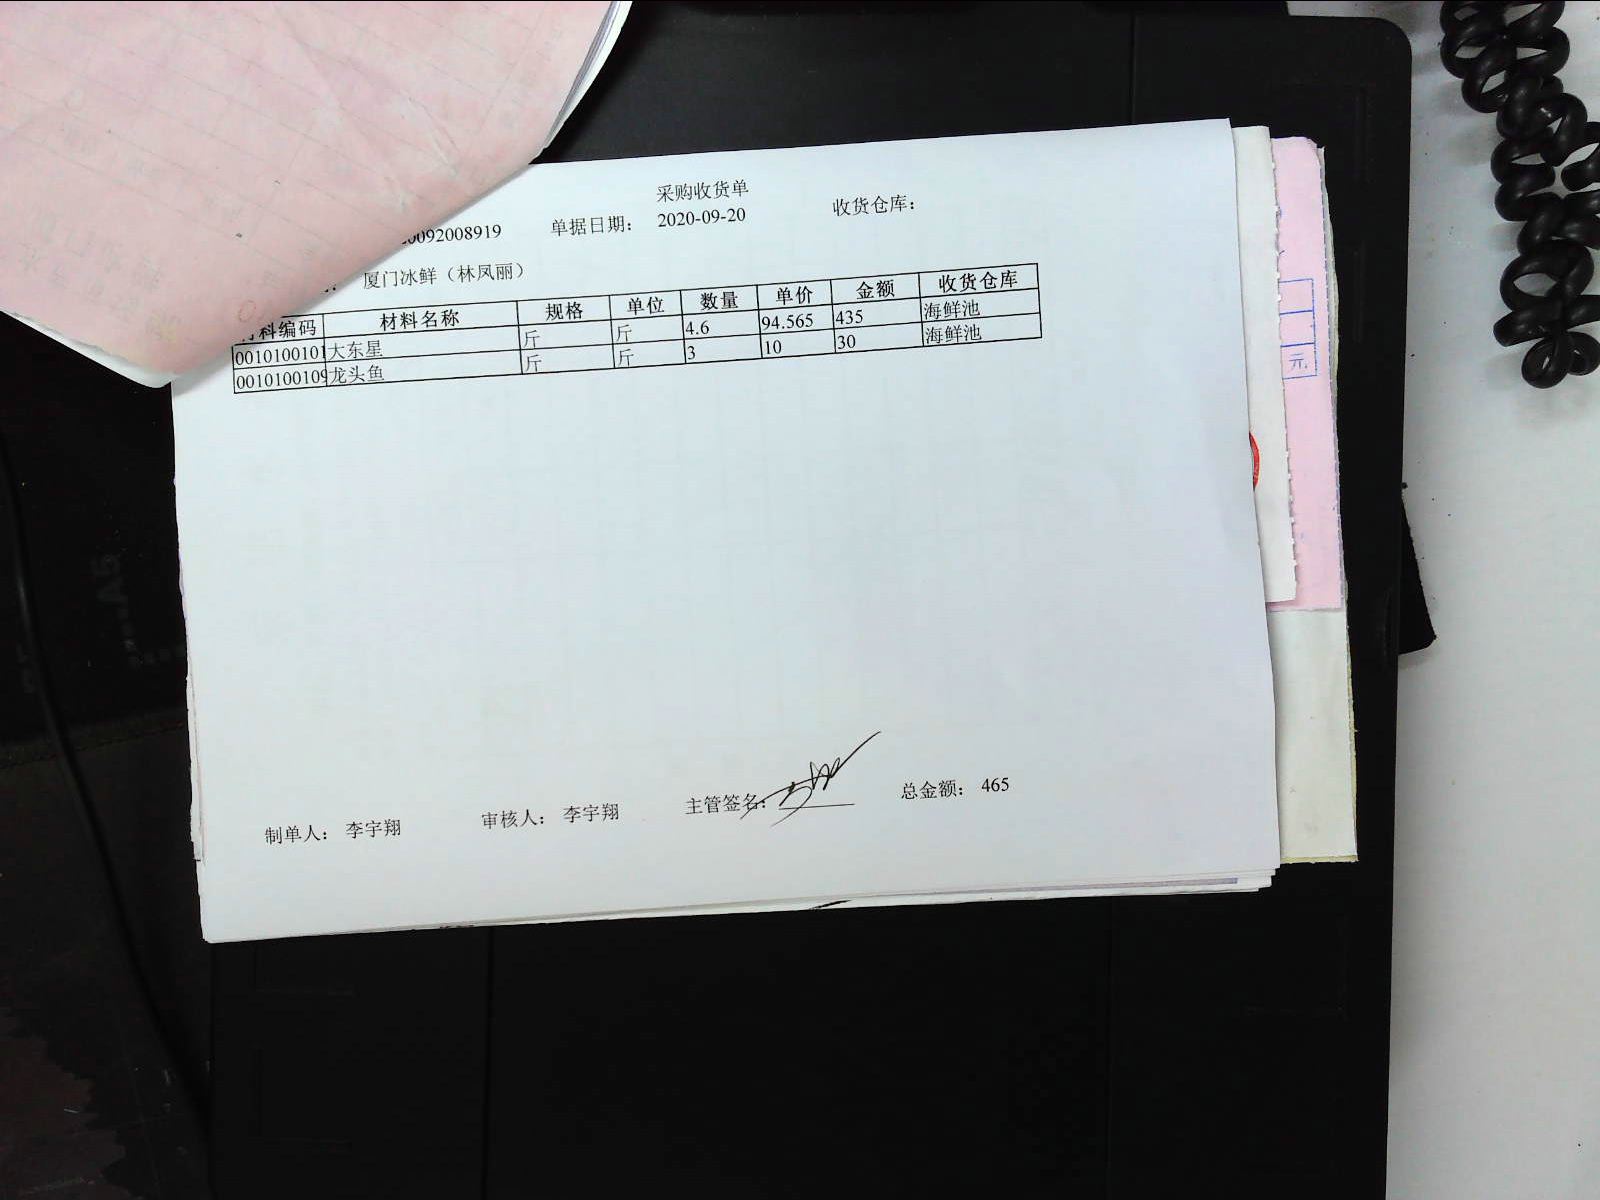 采购收货单
0092008919 单据日期： 2020-09-20 收货仓库：
厦门冰鲜（林凤丽）
料编码 材料名称 规格 单位 数量 单价 金额 收货仓库
0010100101 大东星 斤 斤 4.6 94.565 435 海鲜池
0010100109 龙头鱼 斤 斤 3 10 30 海鲜池
元
制单人： 李宇翔 审核人： 李宇翔 主管签名： 总金额： 465